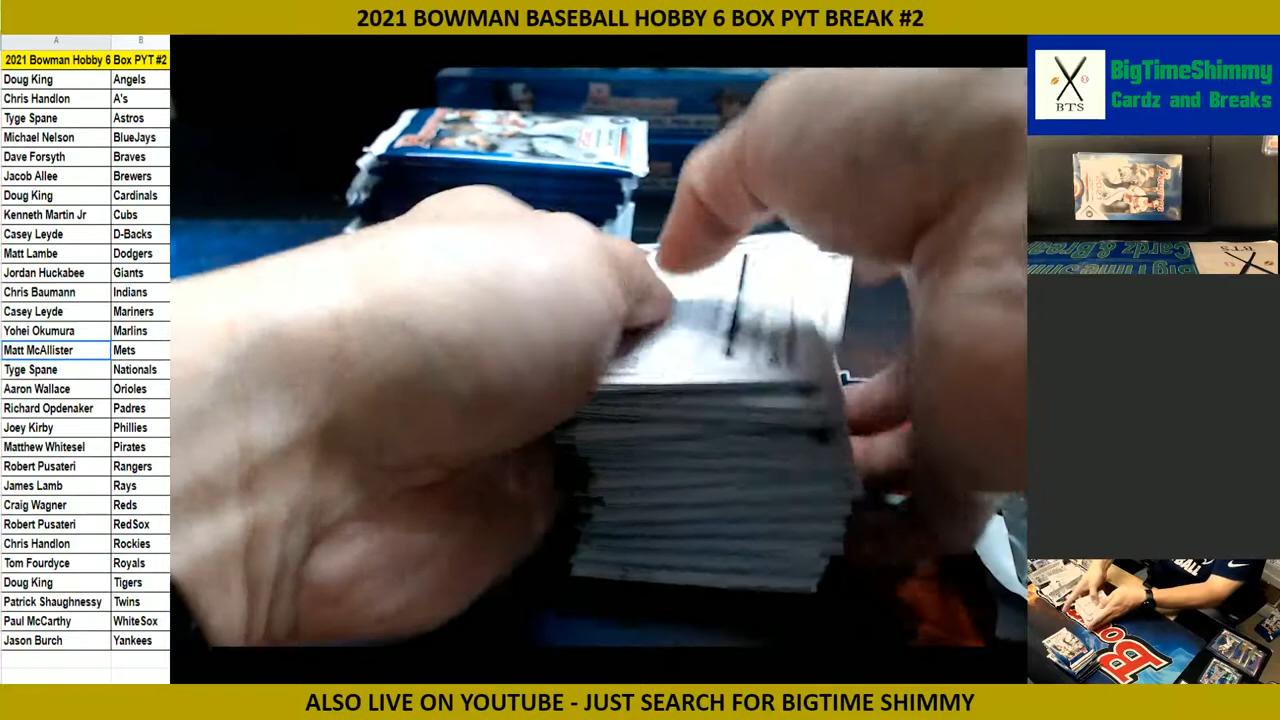 2021 BOWMAN BASEBALL HOBBY 6 BOX PYT BREAK #2
A B
2021 Bowman Hobby 6 Box PYT #2
Doug King Angels
Chris Handlon A's
Tyge Spane Astros
Michael Nelson BlueJays
Dave Forsyth Braves
Jacob Allee Brewers
Doug King Cardinals
Kenneth Martin Jr Cubs
Casey Leyde D-Backs
Matt Lambe Dodgers
Jordan Huckabee Giants
Chris Baumann Indians
Casey Leyde Mariners
Yohei Okumura Marlins
Matt McAllister Mets
Tyge Spane Nationals
Aaron Wallace Orioles
Richard Opdenaker Padres
Joey Kirby Phillies
Matthew Whitesel Pirates
Robert Pusateri Rangers
James Lamb Rays
Craig Wagner Reds
Robert Pusateri RedSox
Chris Handlon Rockies
Tom Fourdyce Royals
Doug King Tigers
Patrick Shaughnessy Twins
Paul McCarthy WhiteSox
Jason Burch Yankees
BTS
BigTimeShimmy
Cardz and Breaks
Cardz & Breaks
BTS
Bo
ALSO LIVE ON YOUTUBE - JUST SEARCH FOR BIGTIME SHIMMY